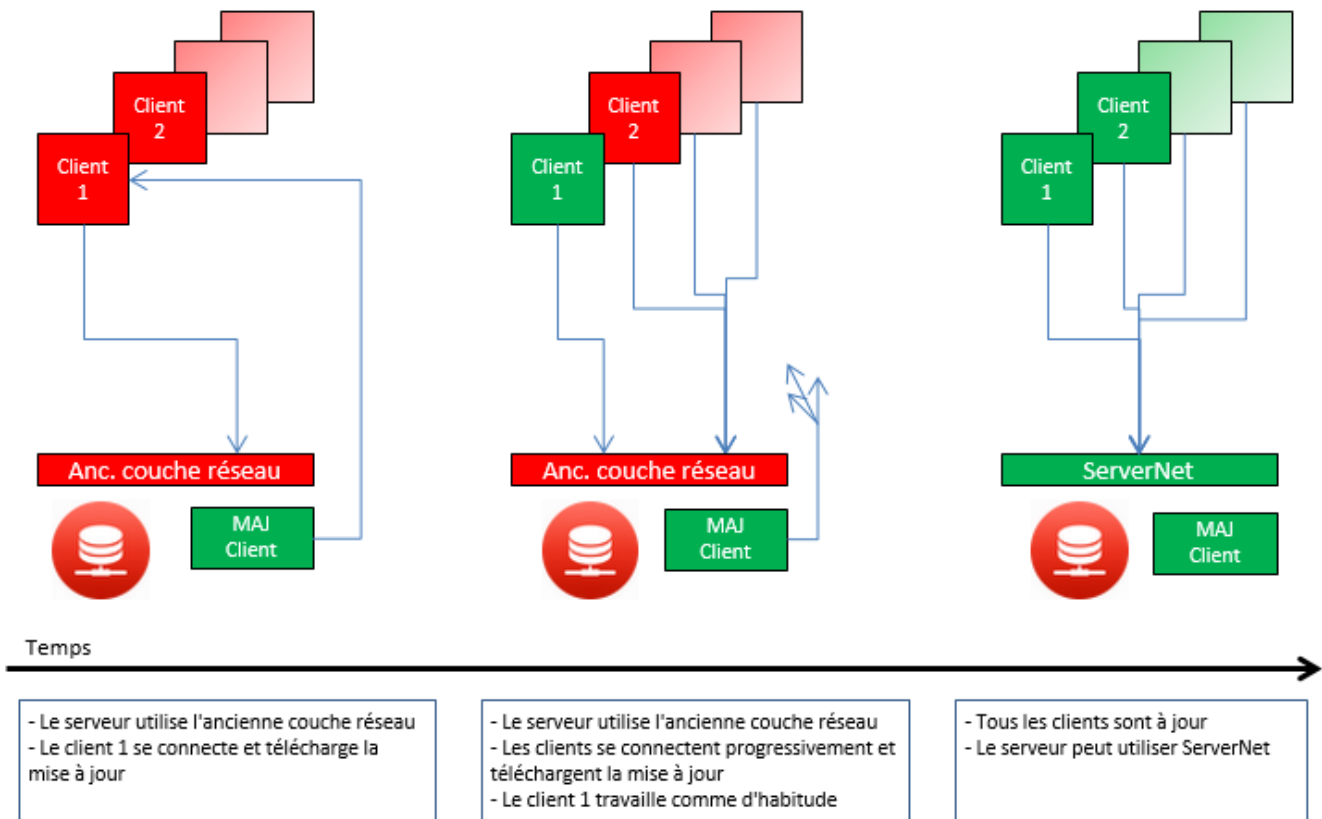 Client
2
Client
1
Anc. couche réseau
MAJ
Client
Client
2
Client
1
Anc. couche réseau
MAJ
Client
Client
2
Client
1
ServerNet
MAJ
Client
Temps
- Le serveur utilise l'ancienne couche réseau
- Le client 1 se connecte et télécharge la
mise à jour
- Le serveur utilise l'ancienne couche réseau
- Les clients se connectent progressivement et
téléchargent la mise à jour
- Le client 1 travaille comme d'habitude
- Tous les clients sont à jour
- Le serveur peut utiliser ServerNet